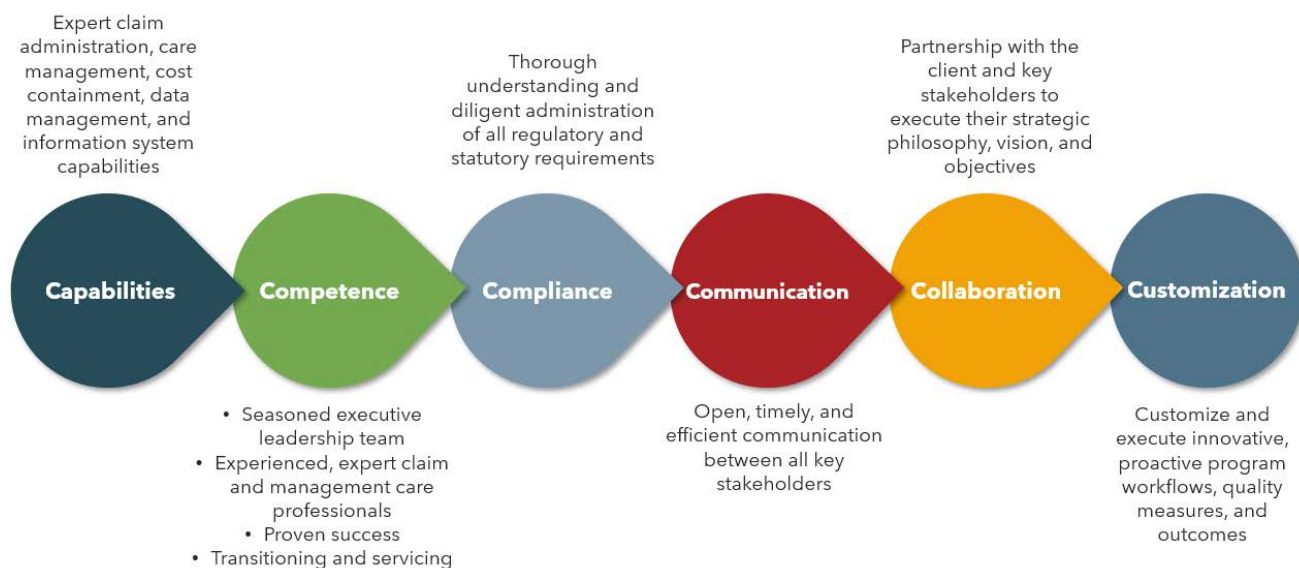 Expert claim
administration, care
management, cost
containment, data
management, and
information system
capabilities
Thorough
understanding and
diligent administration
of all regulatory and
statutory requirements
Partnership with the
client and key
stakeholders to
execute their strategic
philosophy, vision, and
objectives
Capabilities
Competence
Compliance
Communication
Collaboration
Customization
• Seasoned executive
leadership team
• Experienced, expert claim
and management care
professionals
• Proven success
• Transitioning and servicing
Open, timely, and
efficient communication
between all key
stakeholders
Customize and
execute innovative,
proactive program
workflows, quality
measures, and
outcomes